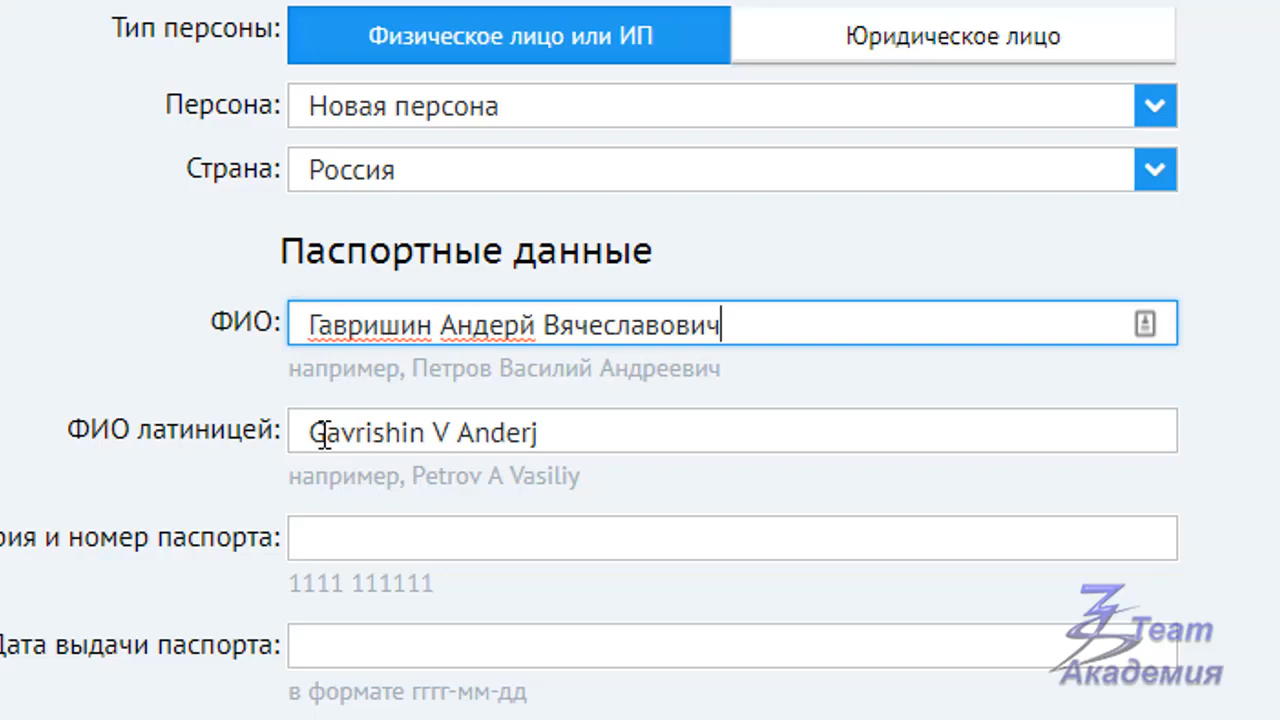 Тип персоны: Физическое лицо или ИП Юридическое лицо
Персона: Новая персона
Страна: Россия
Паспортные данные
ФИО: Гавришин Андерй Вячеславович
например, Петров Василий Андреевич
ФИО латиницей: Gavrishin V Anderj
например, Petrov A Vasiliy
рия и номер паспорта:
1111 111111
Дата выдачи паспорта:
в формате гггг-мм-дд
Team
Академия